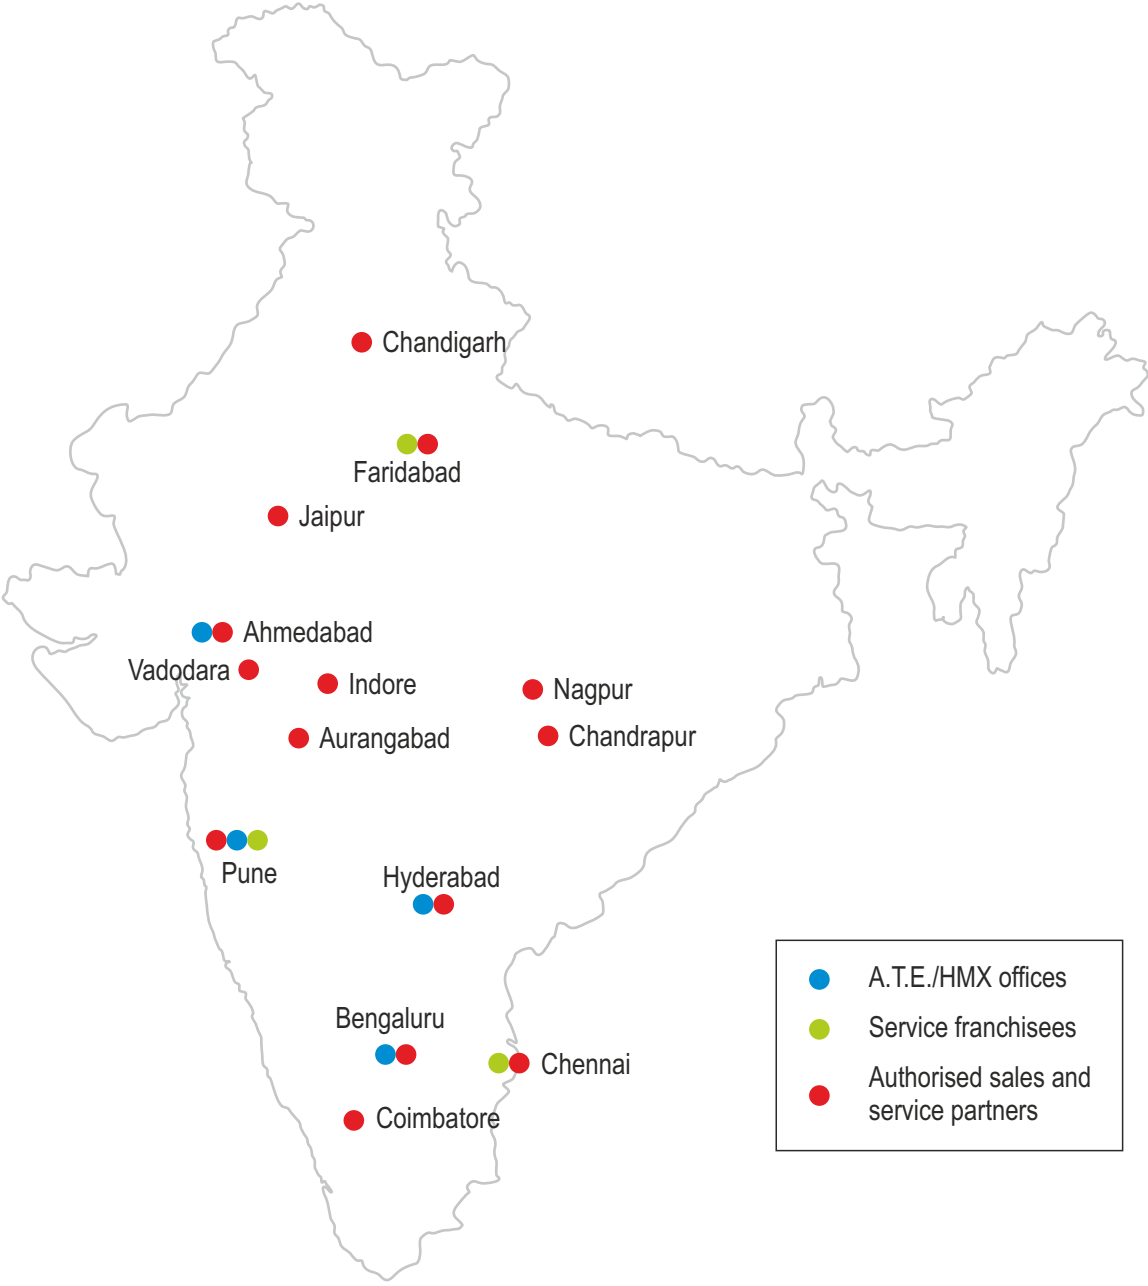 Chandigarh
Faridabad
Jaipur
Ahmedabad
Vadodara
Indore
Nagpur
Aurangabad
Chandrapur
Pune
Hyderabad
Bengaluru
Chennai
Coimbatore
A.T.E./HMX offices
Service franchisees
Authorised sales and
service partners